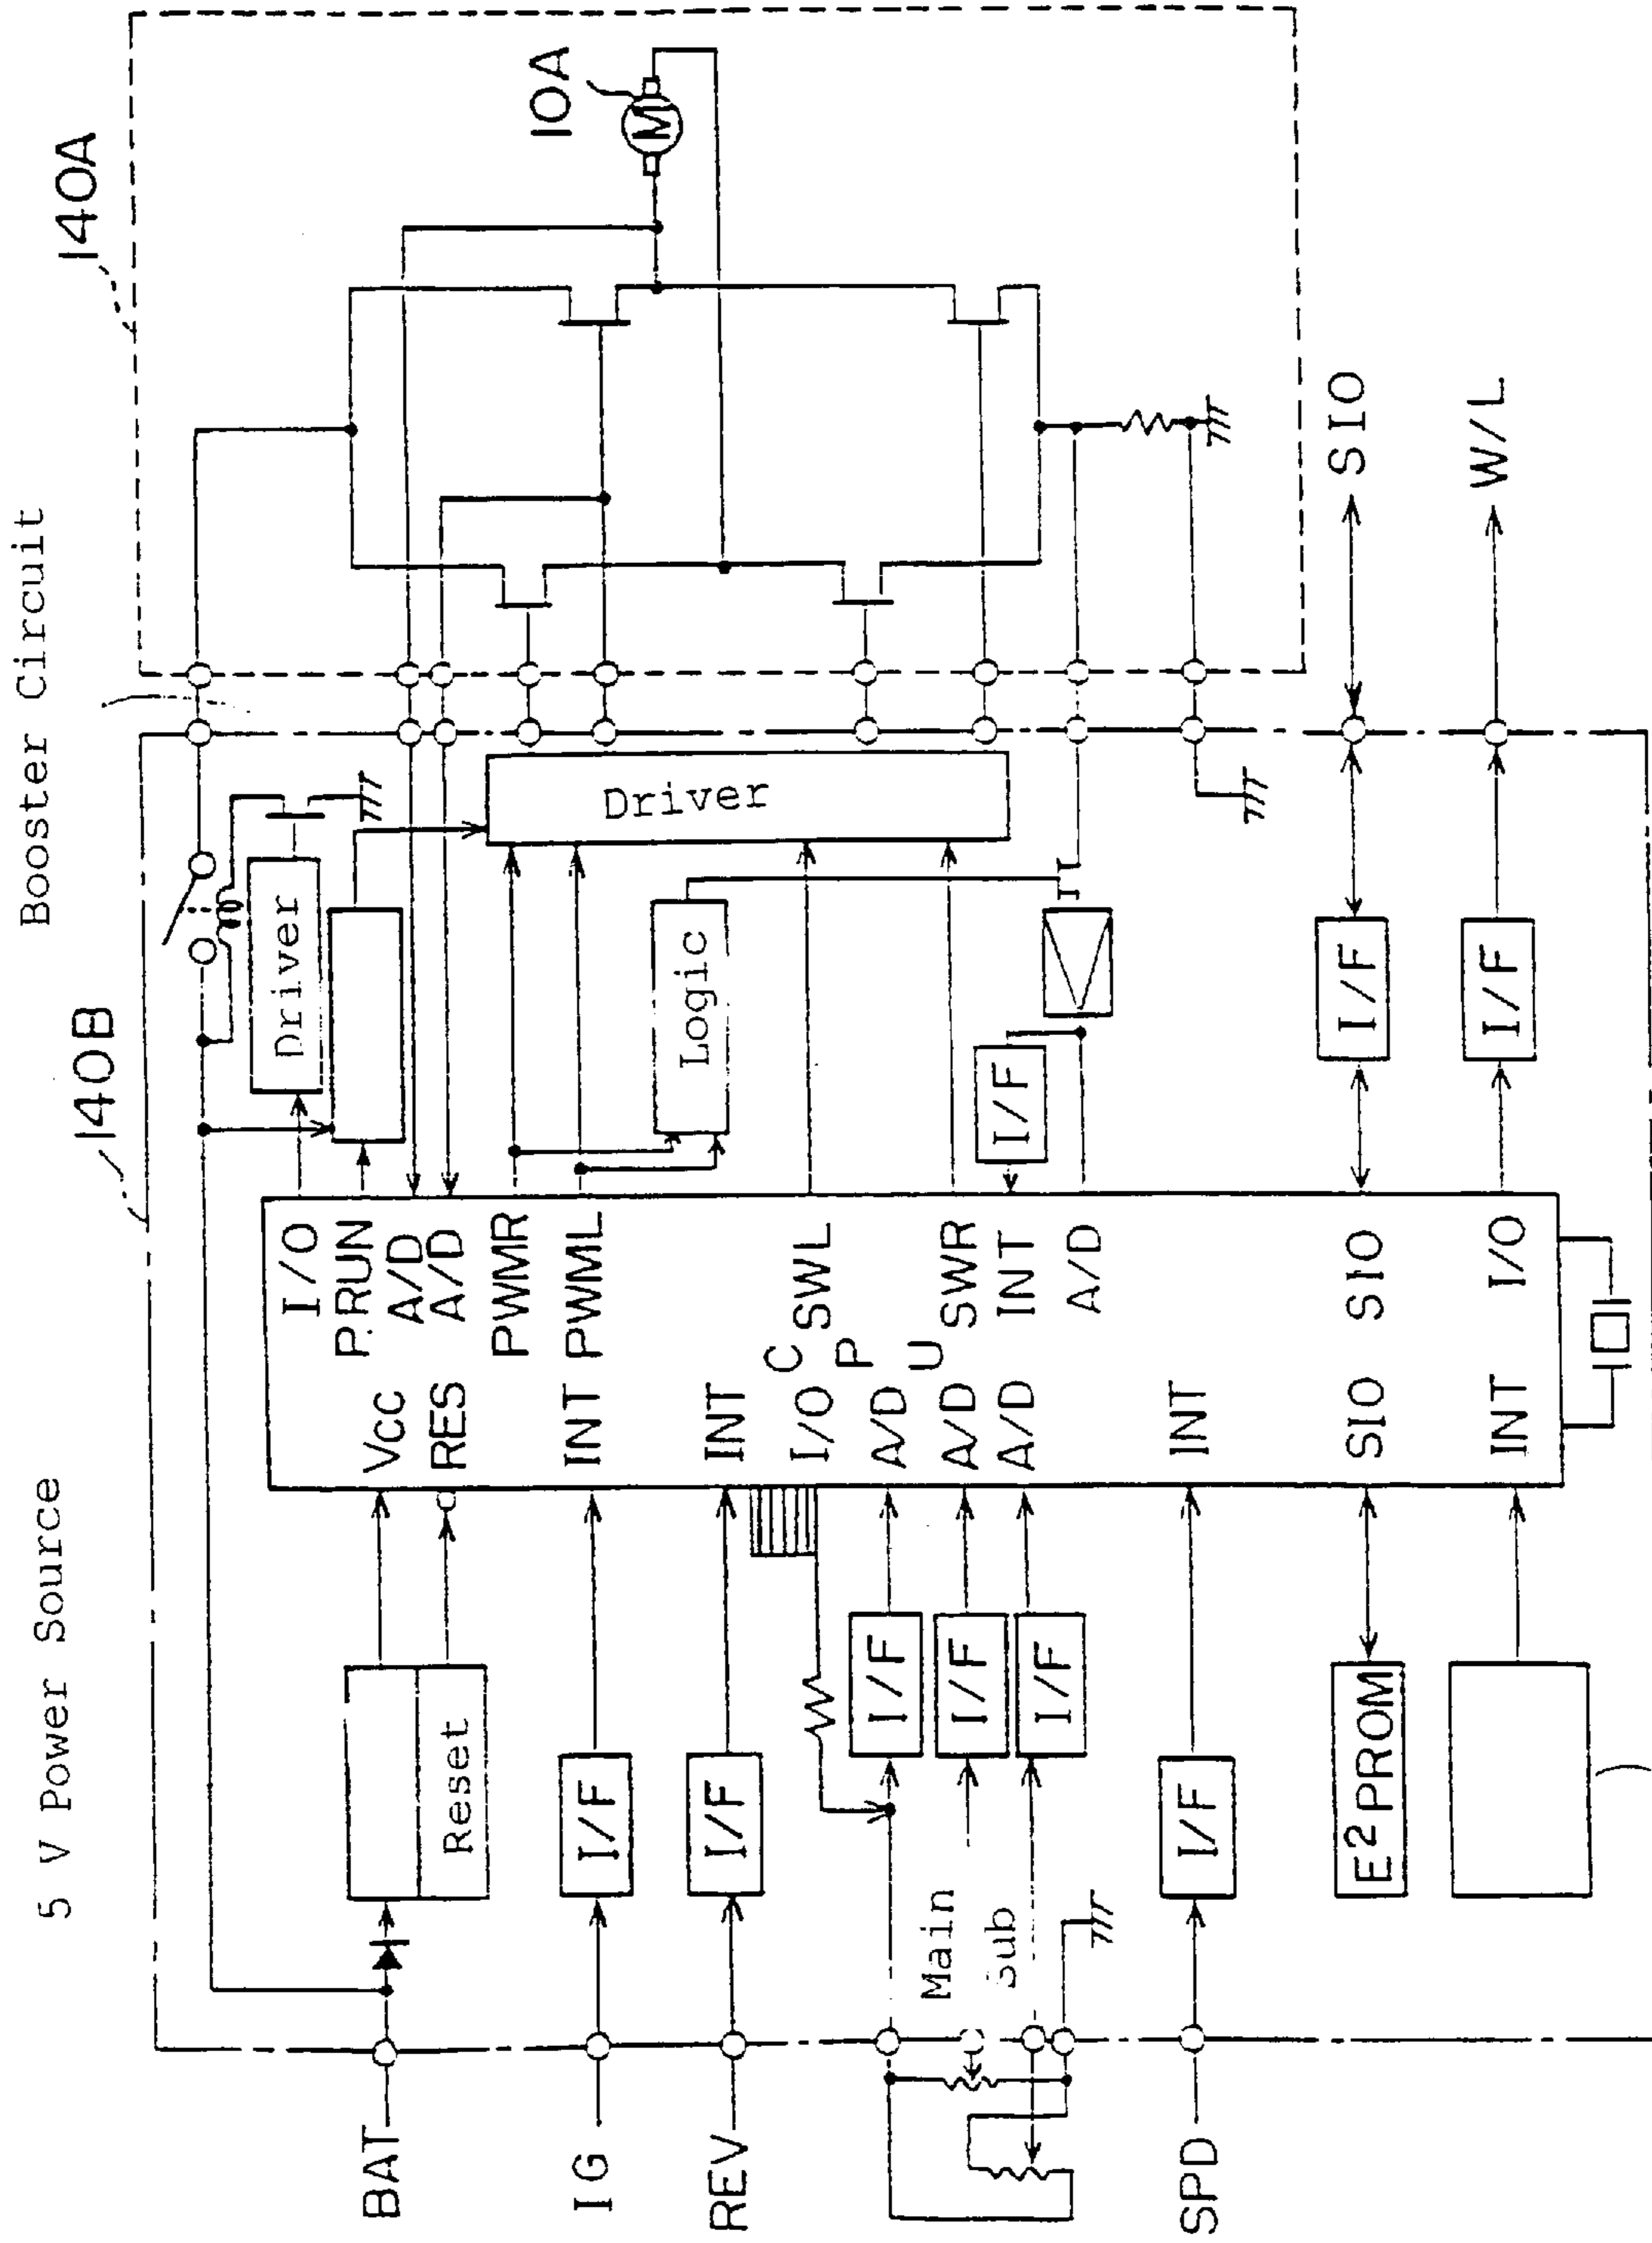 5 V Power Source
Booster Circuit
140B
140A
10A
M
BAT
IG
REV
Main
Sub
SPD
Reset
I/F
I/F
I/F
I/F
I/F
I/F
E2PROM
Vcc
RES
INT
INT
I/O
A/D
A/D
A/D
INT
SIO
INT
CPU
I/O
P.RUN
A/D
A/D
PWMR
PWML
SWL
SWR
INT
A/D
SIO
I/O
Driver
Driver
Logic
I/F
I/F
I/F
SIO
W/L